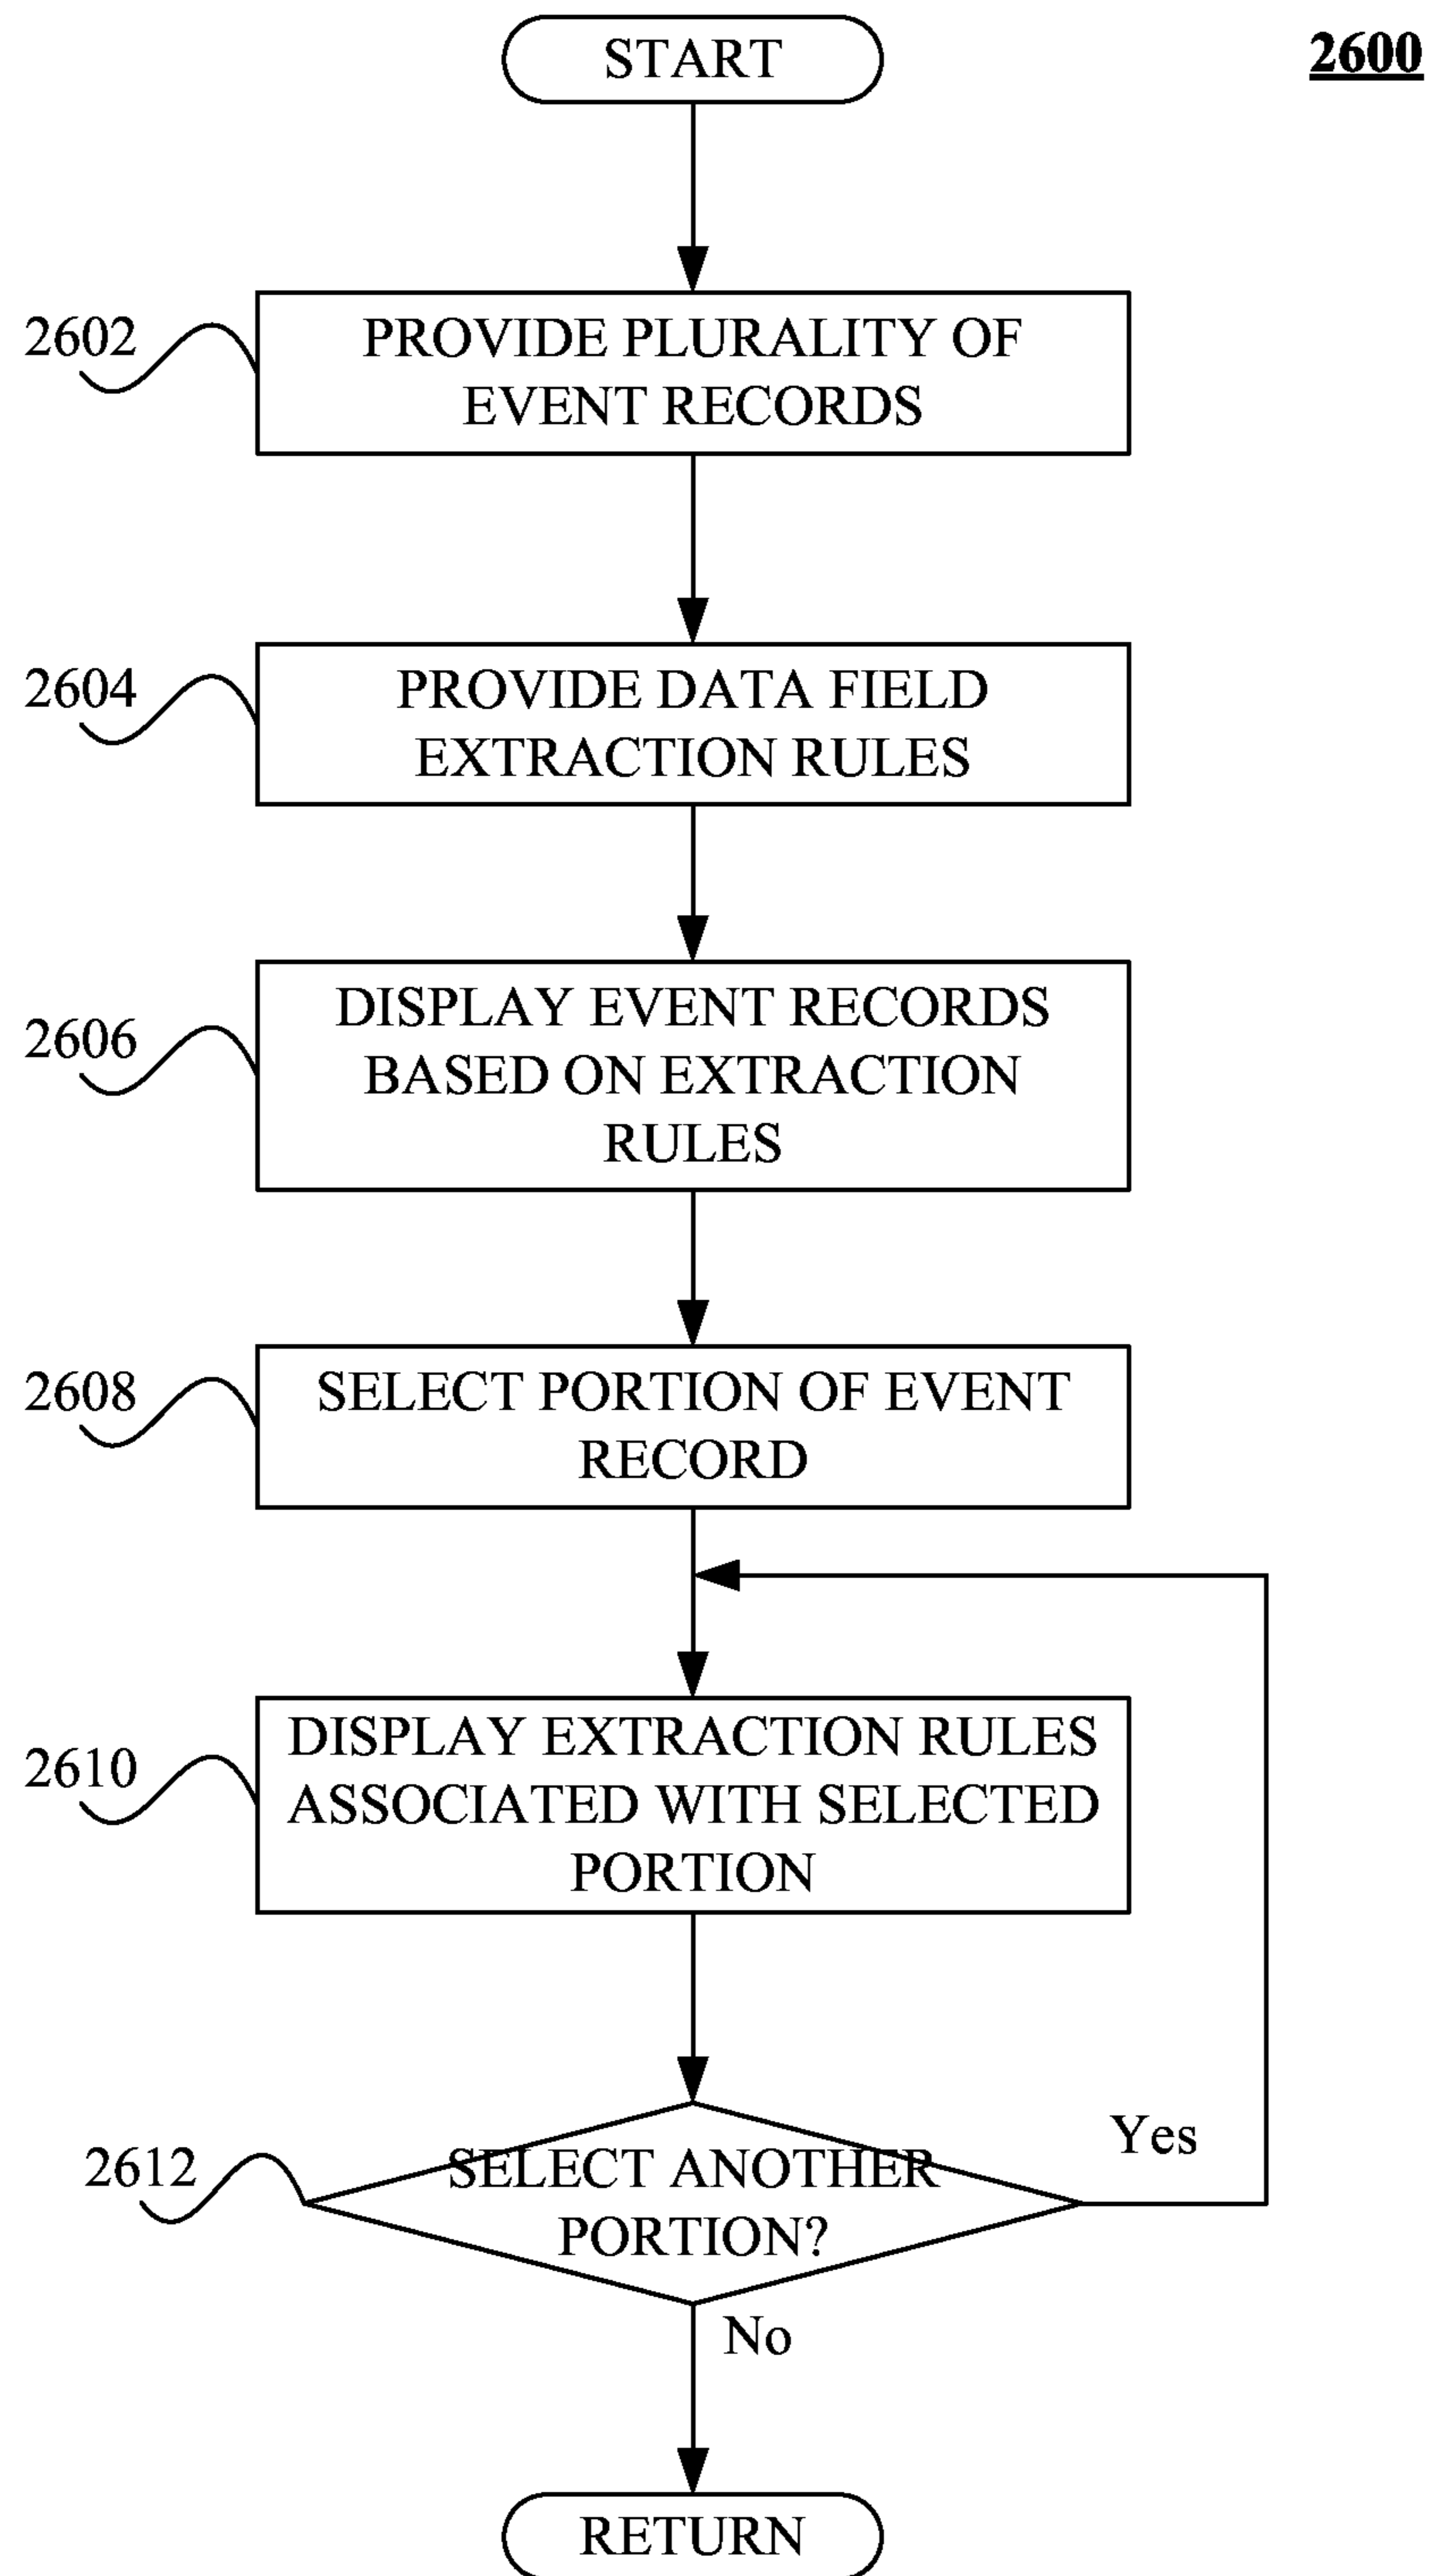 START
2600
2602
PROVIDE PLURALITY OF
EVENT RECORDS
2604
PROVIDE DATA FIELD
EXTRACTION RULES
2606
DISPLAY EVENT RECORDS
BASED ON EXTRACTION
RULES
2608
SELECT PORTION OF EVENT
RECORD
2610
DISPLAY EXTRACTION RULES
ASSOCIATED WITH SELECTED
PORTION
2612
SELECT ANOTHER
PORTION?
Yes
No
RETURN